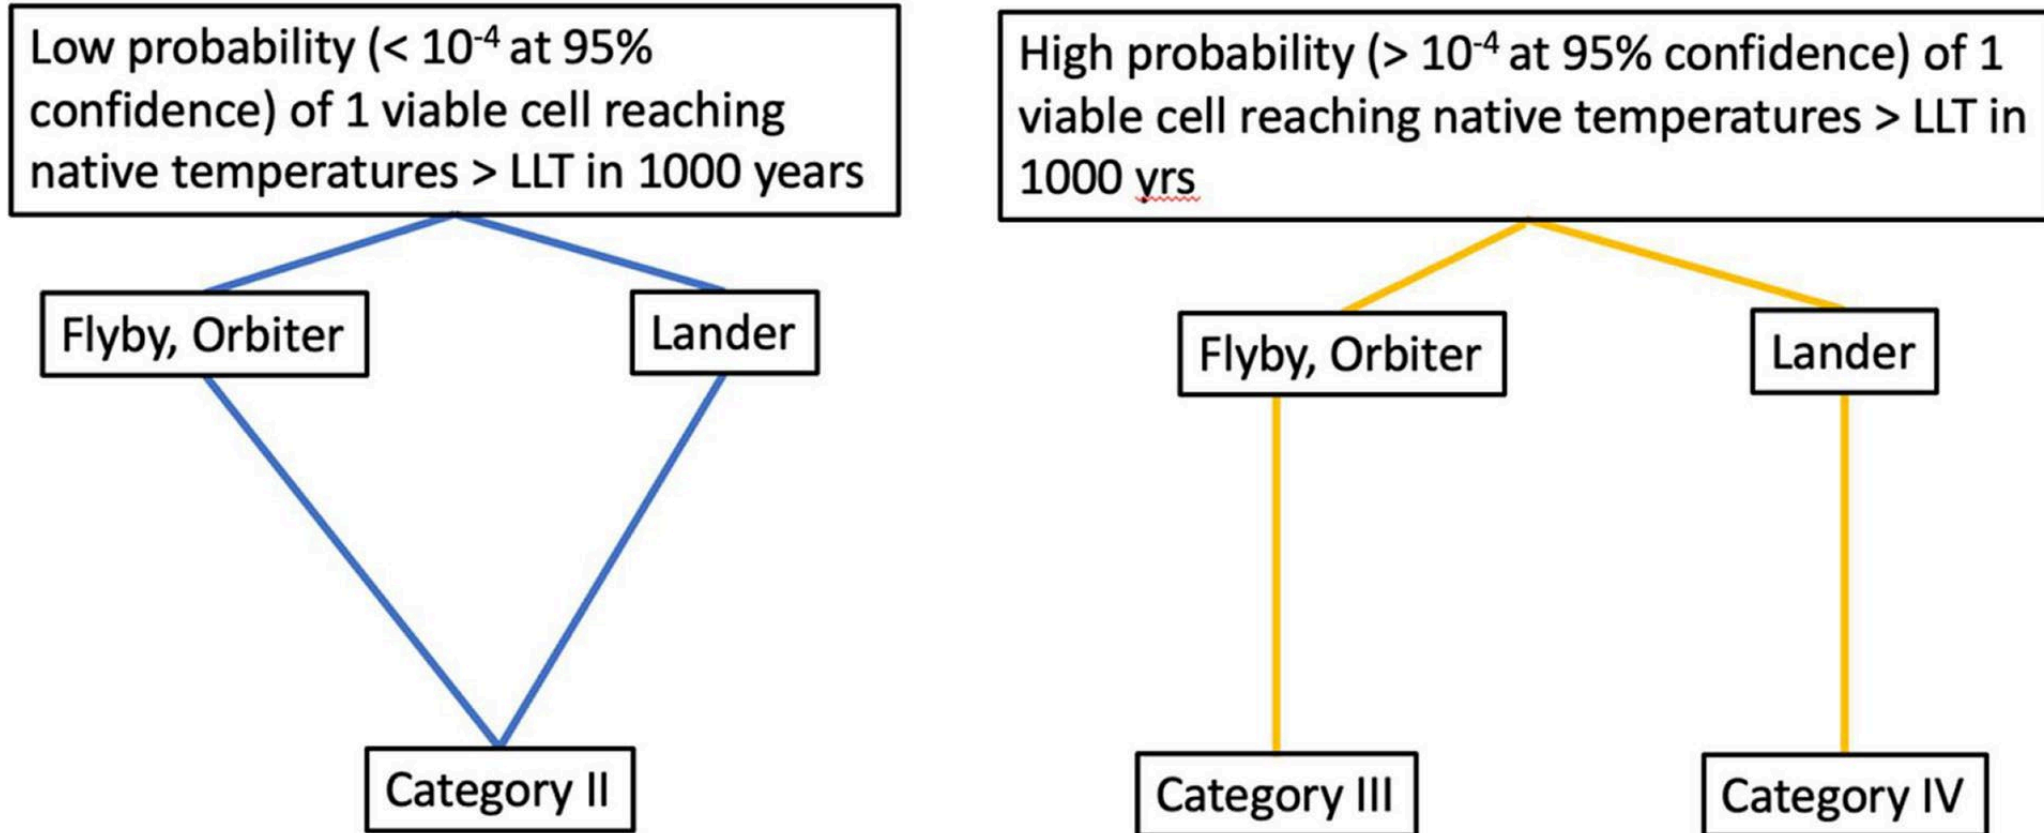 Low probability (< 10⁻⁴ at 95%
confidence) of 1 viable cell reaching
native temperatures > LLT in 1000 years
High probability (> 10⁻⁴ at 95% confidence) of 1
viable cell reaching native temperatures > LLT in
1000 yrs
Flyby, Orbiter
Lander
Flyby, Orbiter
Lander
Category II
Category III
Category IV